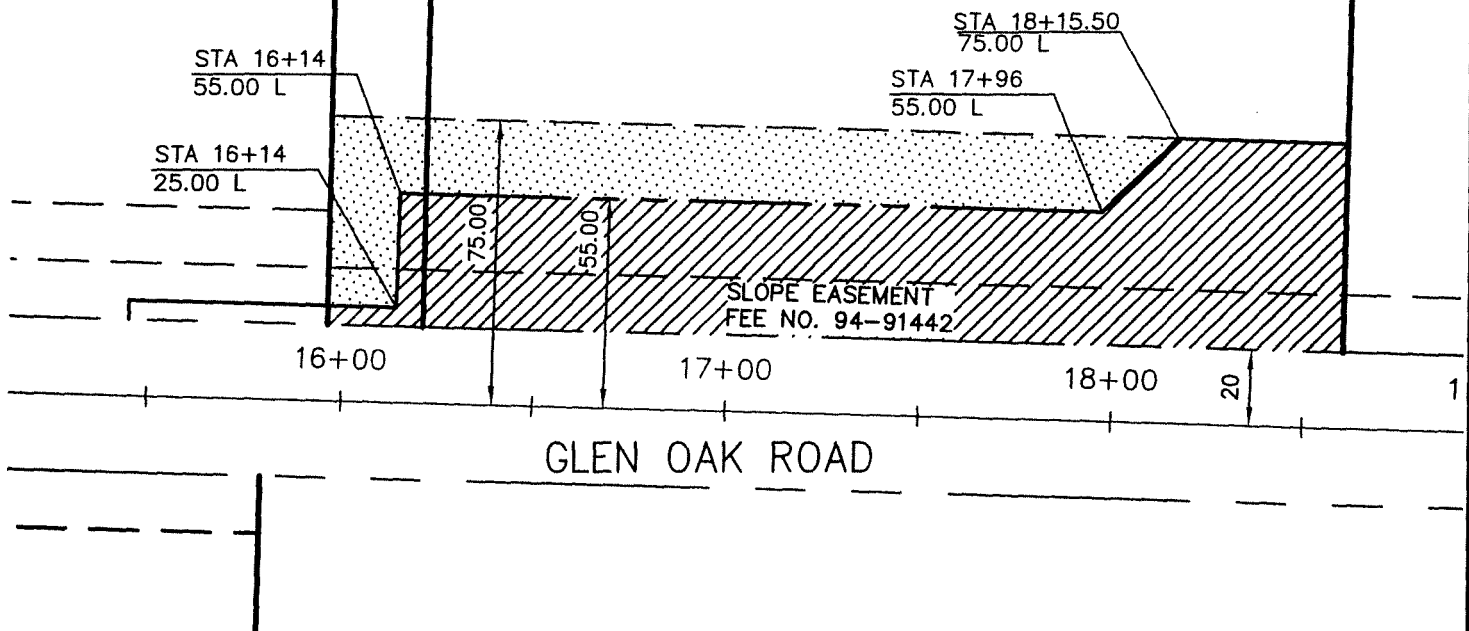 STA 18+15.50
75.00 L
STA 16+14
55.00 L
STA 17+96
55.00 L
STA 16+14
25.00 L
75.00
55.00
SLOPE EASEMENT
FEE NO. 94-91442
16+00
17+00
18+00
20
1
GLEN OAK ROAD